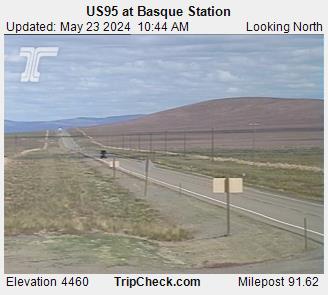 US95 at Basque Station
Updated: May 23 2024 10:44 AM Looking North
Elevation 4460 TripCheck.com Milepost 91.62